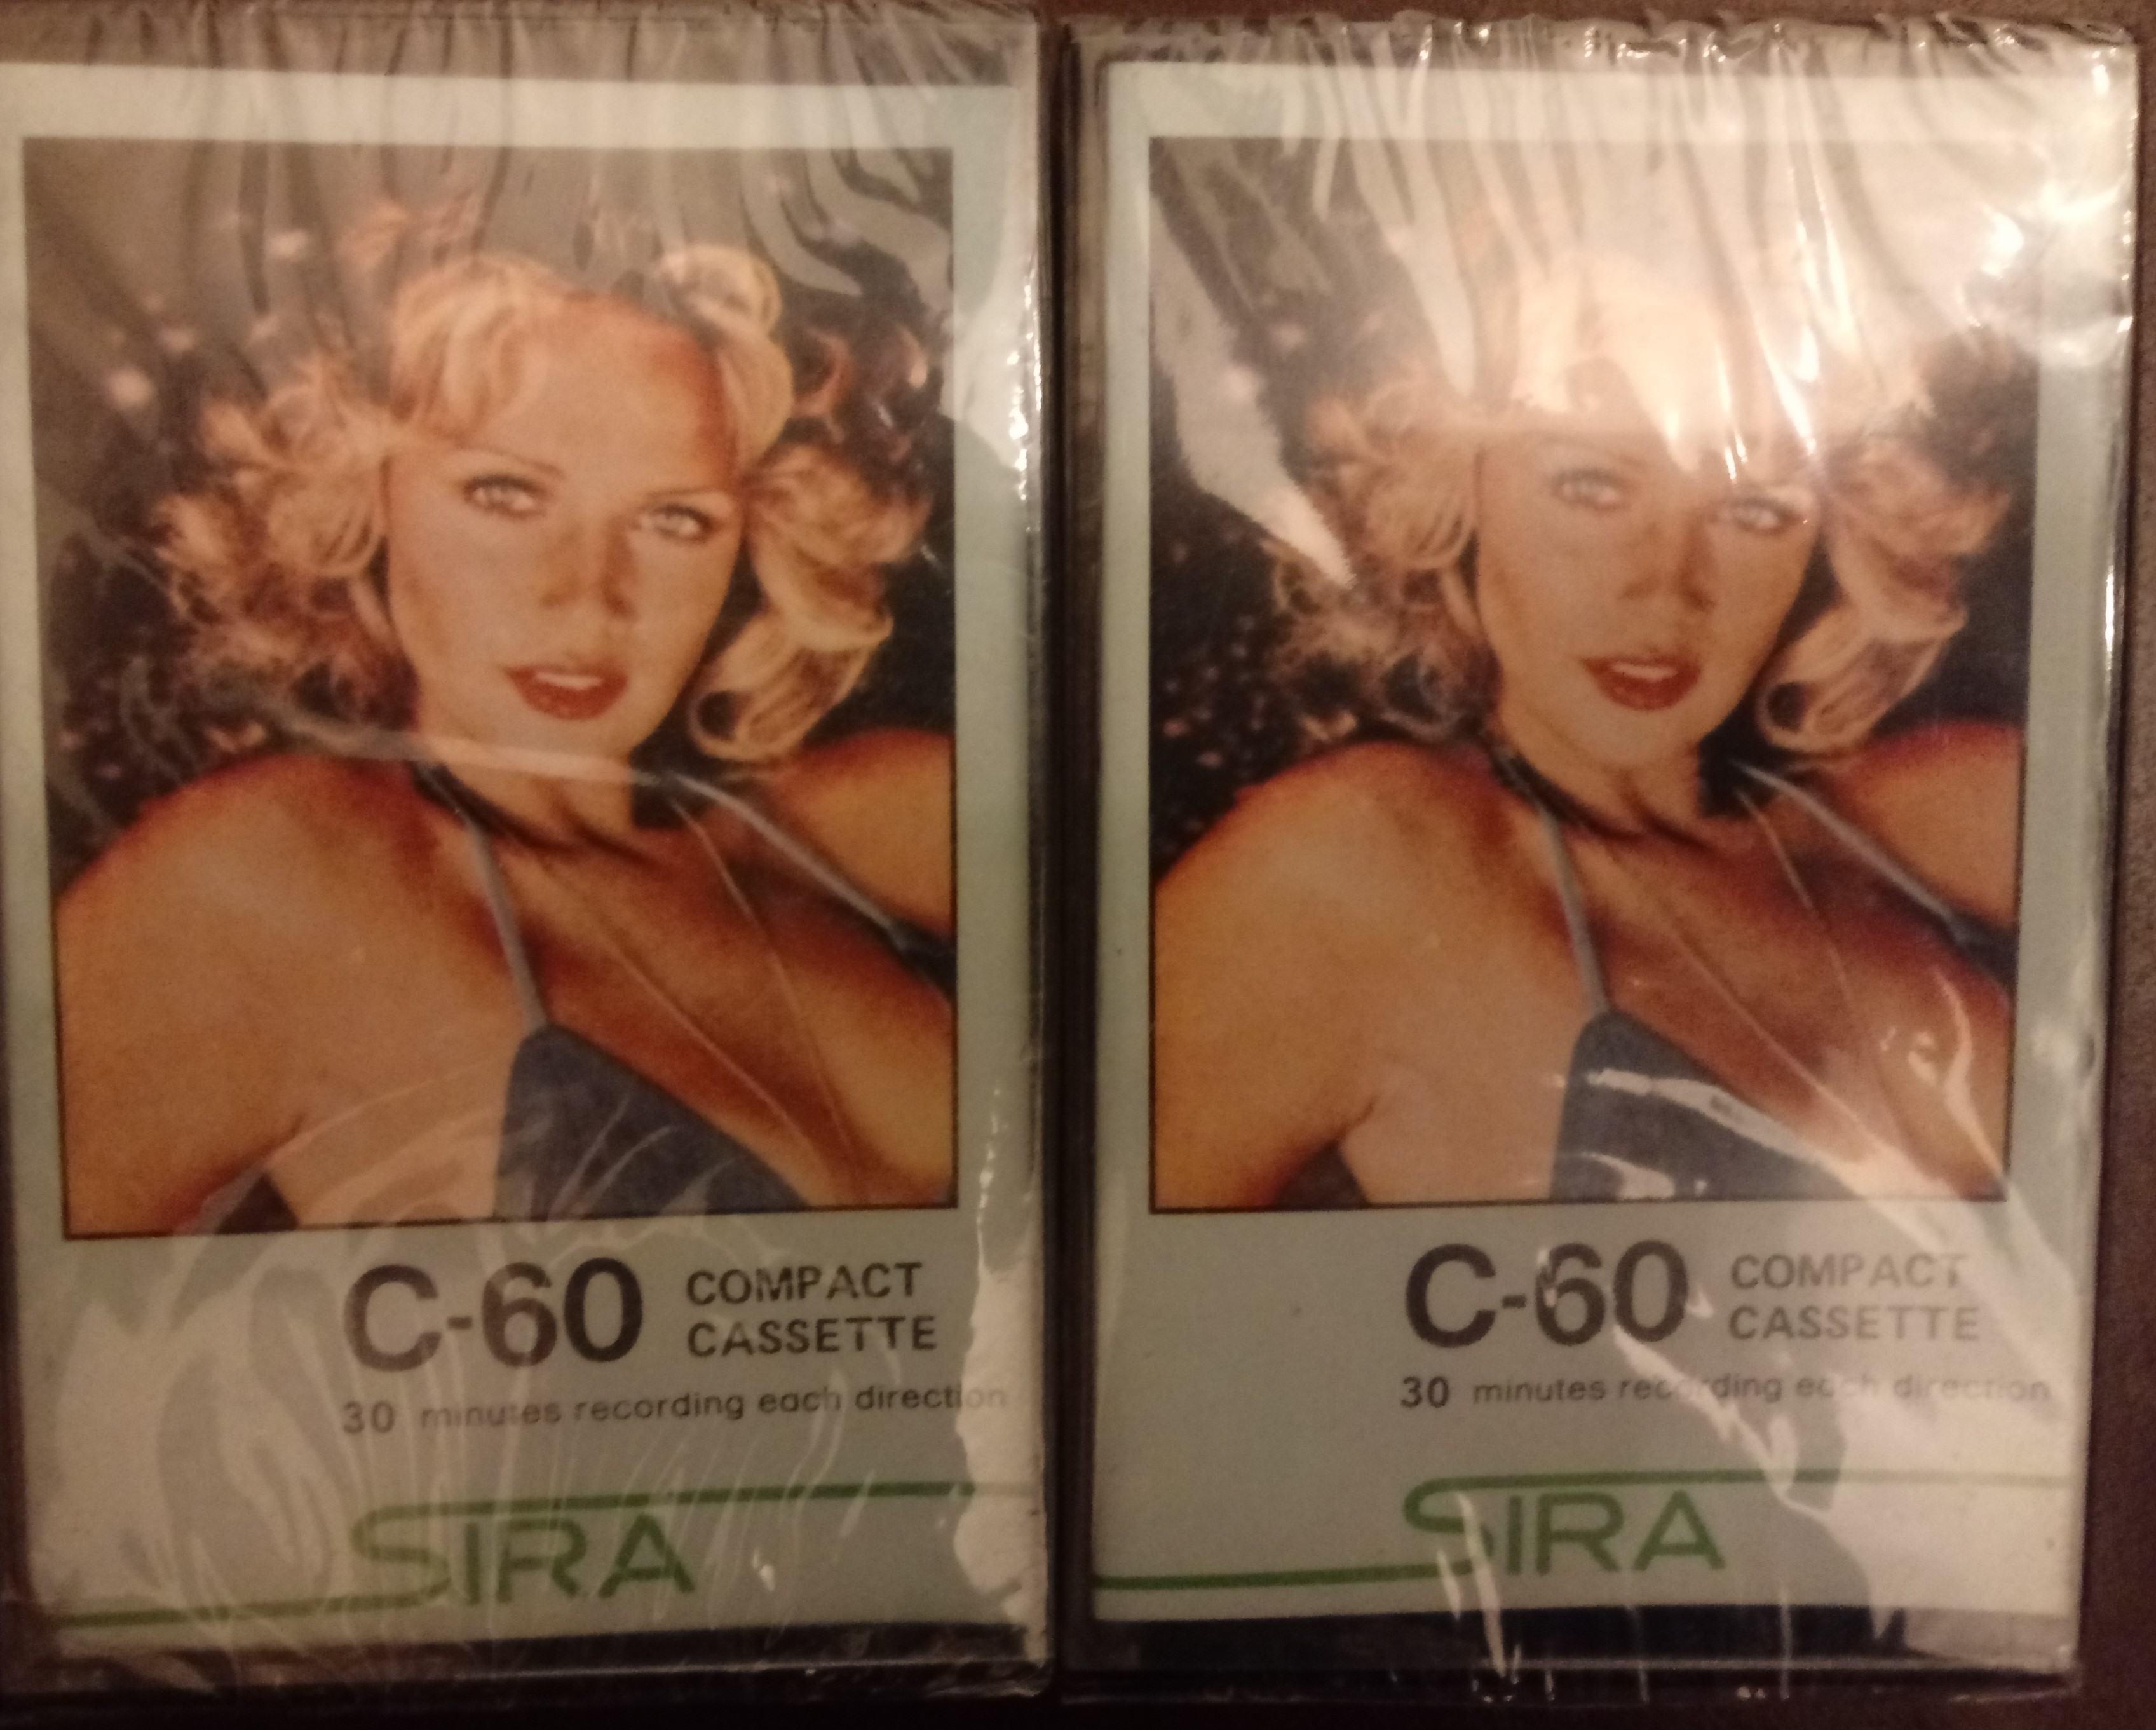 C-60 COMPACT
CASSETTE
30 minutes recording each direction
SIRA
C-60 COMPACT
CASSETTE
30 minutes recording each direction
SIRA